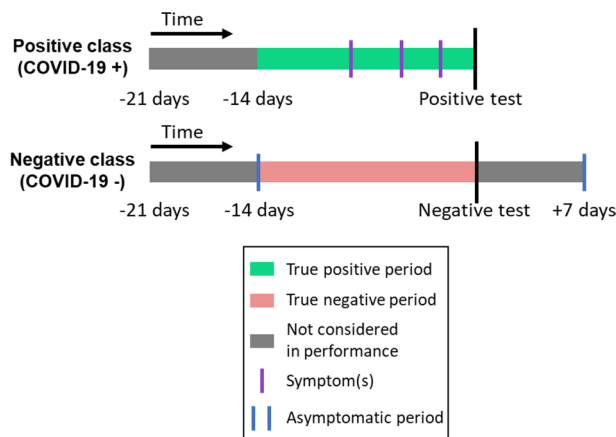 Time
Positive class
(COVID-19 +)
-21 days
-14 days
Positive test
Time
Negative class
(COVID-19 -)
-21 days
-14 days
Negative test
+7 days
True positive period
True negative period
Not considered
in performance
Symptom(s)
Asymptomatic period